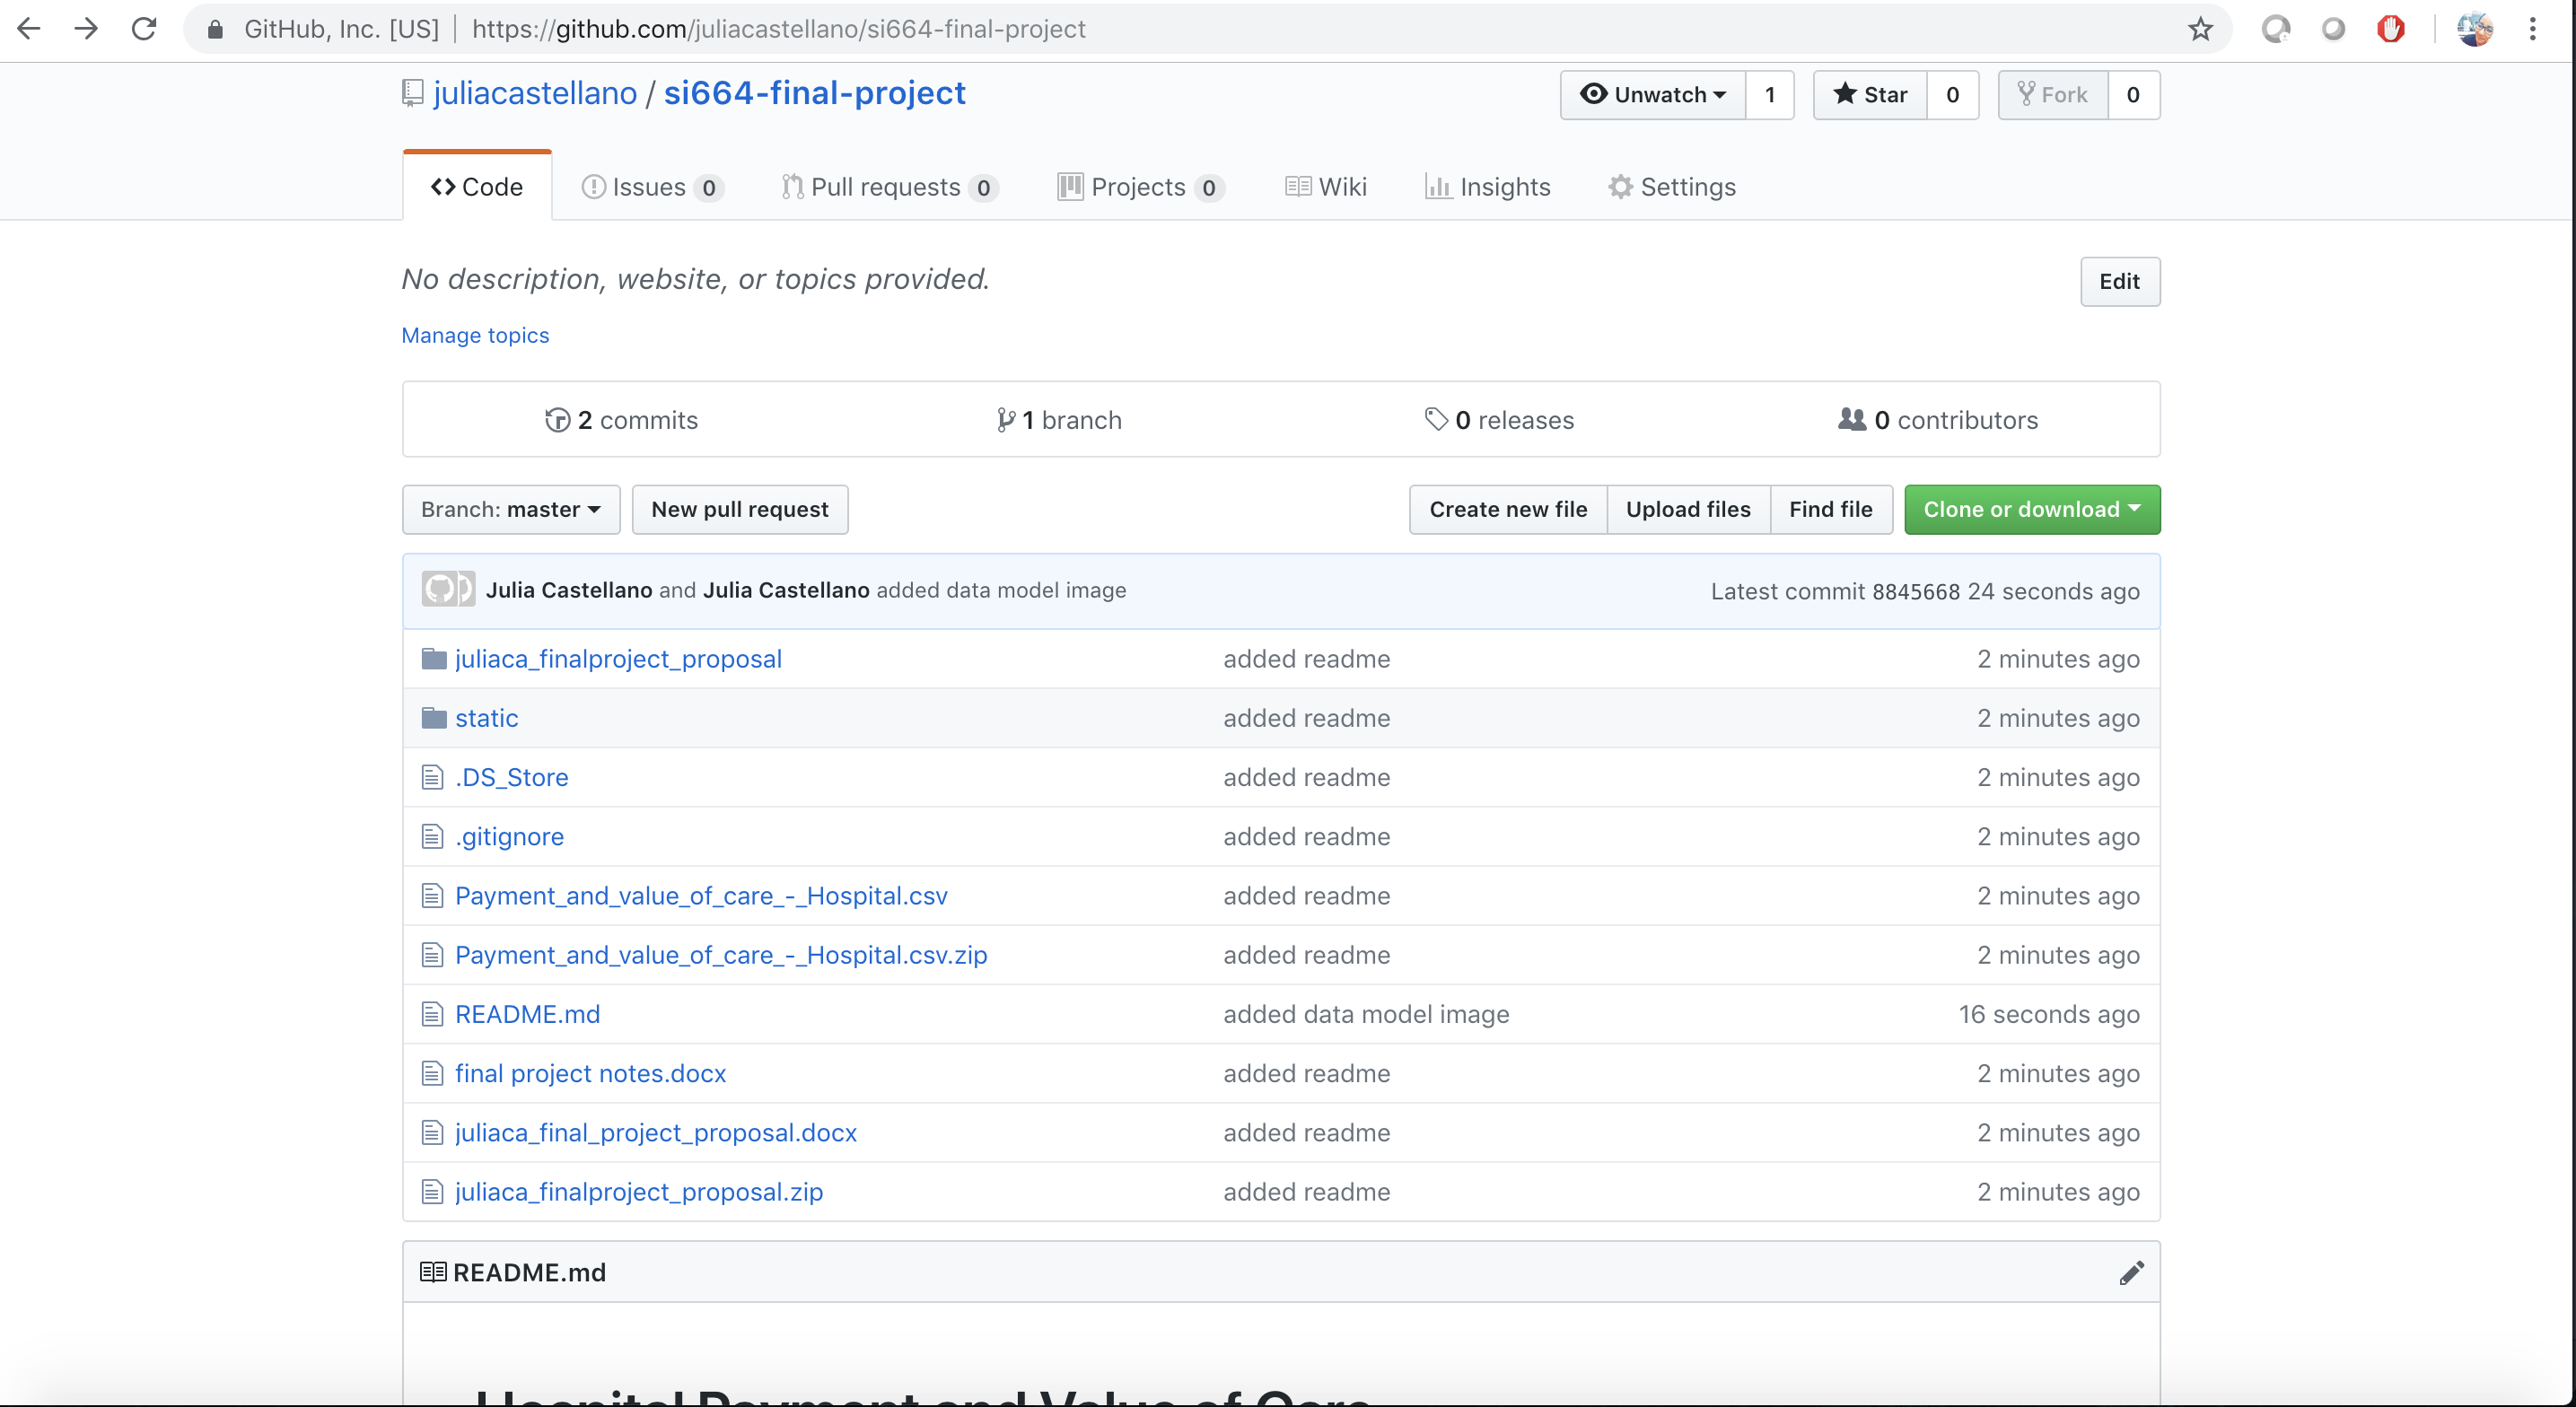 GitHub, Inc. [US] | https://github.com/juliacastellano/si664-final-project
juliacastellano / si664-final-project
Unwatch 1 Star 0 Fork 0
Code Issues 0 Pull requests 0 Projects 0 Wiki Insights Settings
No description, website, or topics provided.
Edit
Manage topics
2 commits 1 branch 0 releases 0 contributors
Branch: master New pull request Create new file Upload files Find file Clone or download
Julia Castellano and Julia Castellano added data model image Latest commit 8845668 24 seconds ago
juliaca_finalproject_proposal added readme 2 minutes ago
static added readme 2 minutes ago
.DS_Store added readme 2 minutes ago
.gitignore added readme 2 minutes ago
Payment_and_value_of_care_-_Hospital.csv added readme 2 minutes ago
Payment_and_value_of_care_-_Hospital.csv.zip added readme 2 minutes ago
README.md added data model image 16 seconds ago
final project notes.docx added readme 2 minutes ago
juliaca_final_project_proposal.docx added readme 2 minutes ago
juliaca_finalproject_proposal.zip added readme 2 minutes ago
README.md
Hospital Payment and Value of Care